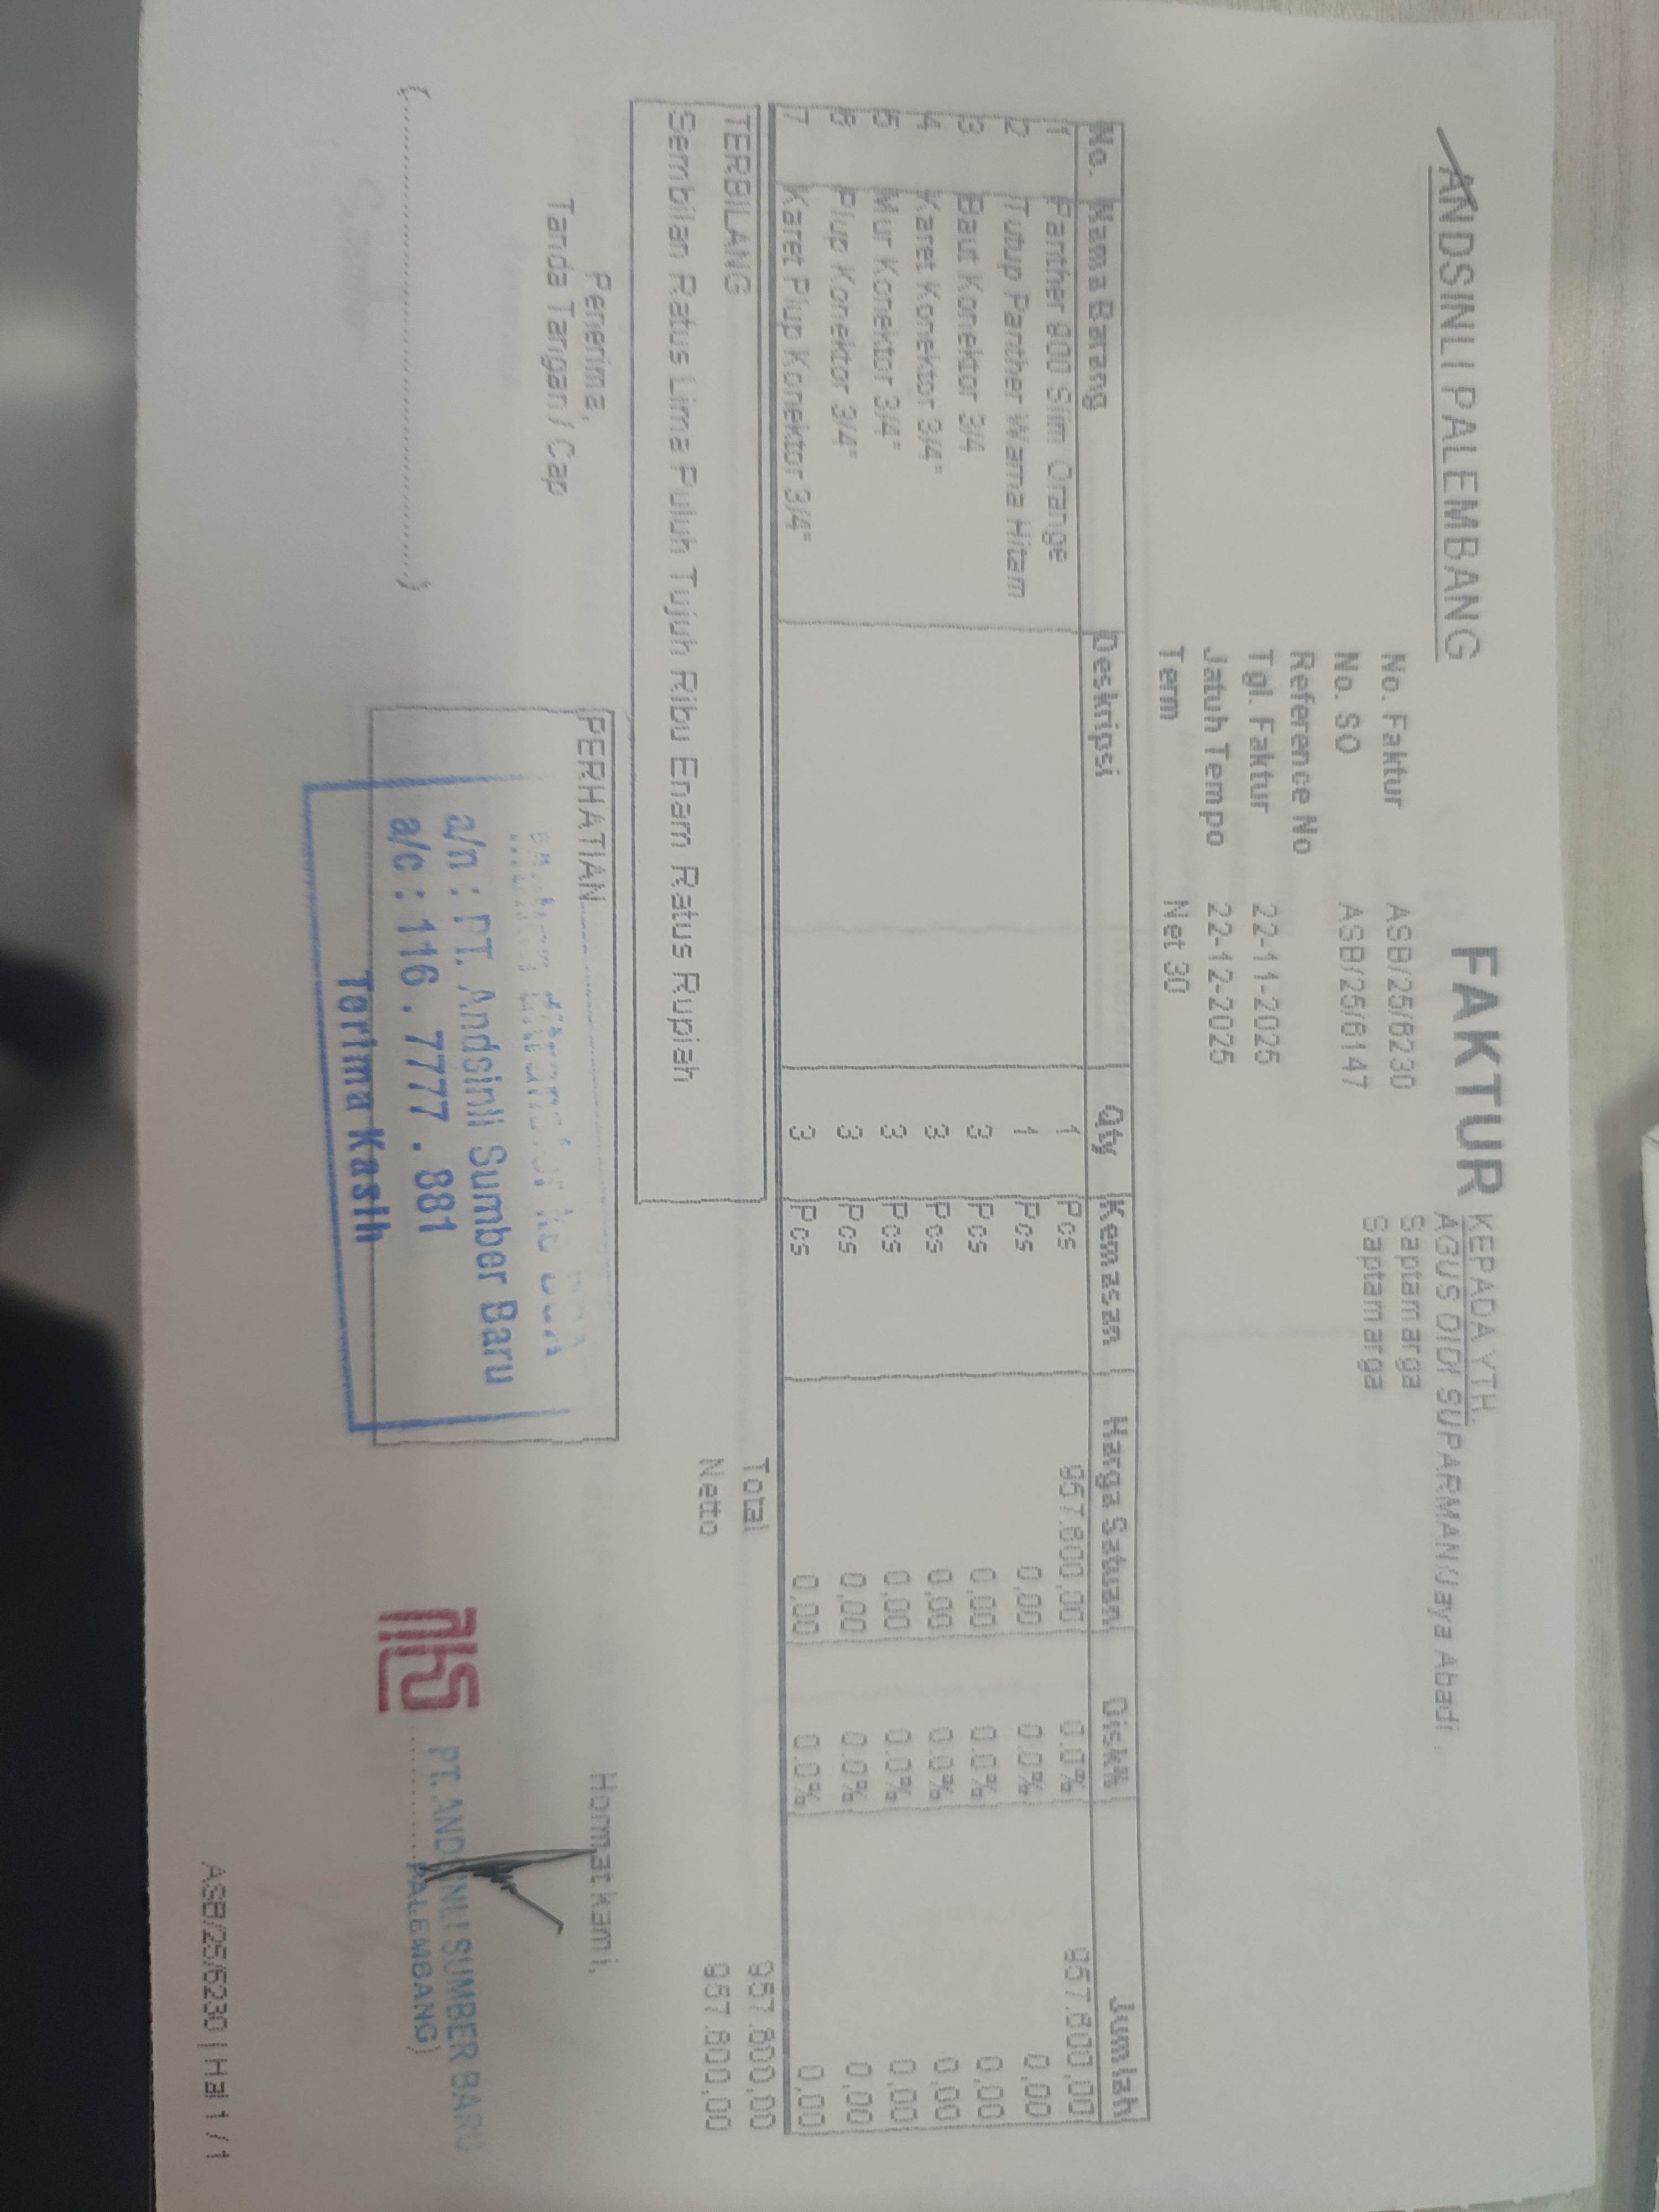 ANDSINLI PALEMBANG
FAKTUR
KEPADA YTH.
AGUS DIDI SUPARMAN/Jaya Abadi .
Saptamarga
Saptamarga
No. Faktur ASB/25/6230
No. SO ASB/25/6147
Reference No
Tgl. Faktur 22-11-2025
Jatuh Tempo 22-12-2025
Term Net 30
No. Nama Barang Deskripsi Qty Kemasan Harga Satuan Disk% Jumlah
1 Panther 800 Slim Orange 1 Pcs 957.600,00 0.0% 957.600,00
2 Tutup Panther Warna Hitam 1 Pcs 0,00 0.0% 0,00
3 Baut Konektor 3/4 3 Pcs 0,00 0.0% 0,00
4 Karet Konektor 3/4" 3 Pcs 0,00 0.0% 0,00
5 Mur Konektor 3/4" 3 Pcs 0,00 0.0% 0,00
6 Plup Konektor 3/4" 3 Pcs 0,00 0.0% 0,00
7 Karet Plup Konektor 3/4" 3 Pcs 0,00 0.0% 0,00
TERBILANG
Sembilan Ratus Lima Puluh Tujuh Ribu Enam Ratus Rupiah
Total 957.600,00
Netto 957.600,00
Penerima,
Tanda Tangan / Cap
(........................................)
PERHATIAN
a/n : PT. Andsinli Sumber Baru
a/c : 116 . 7777 . 881
Terima Kasih
Hormat kami,
PT. ANDSINLI SUMBER BARU
PALEMBANG)
ASB/25/6230 | Hal 1 / 1